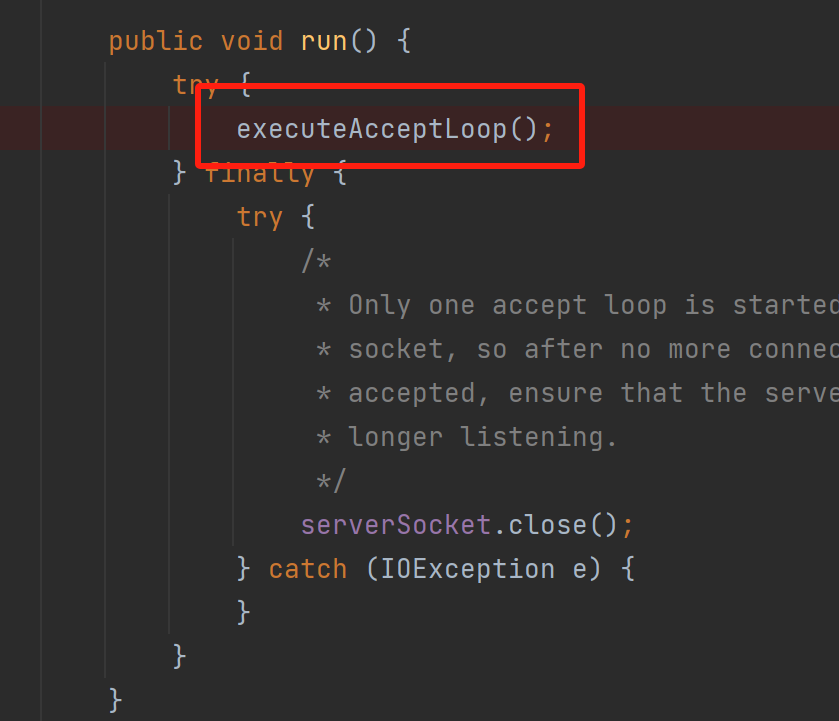 public void run() {
try {
executeAcceptLoop();
} finally {
try {
/*
* Only one accept loop is started
* socket, so after no more connec
* accepted, ensure that the serve
* longer listening.
*/
serverSocket.close();
} catch (IOException e) {
}
}
}